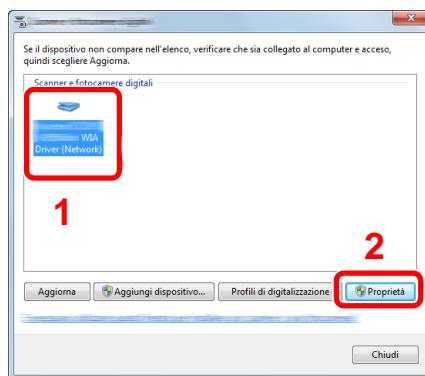 Se il dispositivo non compare nell'elenco, verificare che sia collegato al computer e acceso,
quindi scegliere Aggiorna.
Scanner e fotocamere digitali
WIA
Driver (Network)
1
2
Aggiorna
Aggiungi dispositivo...
Profili di digitalizzazione
Proprietà
Chiudi